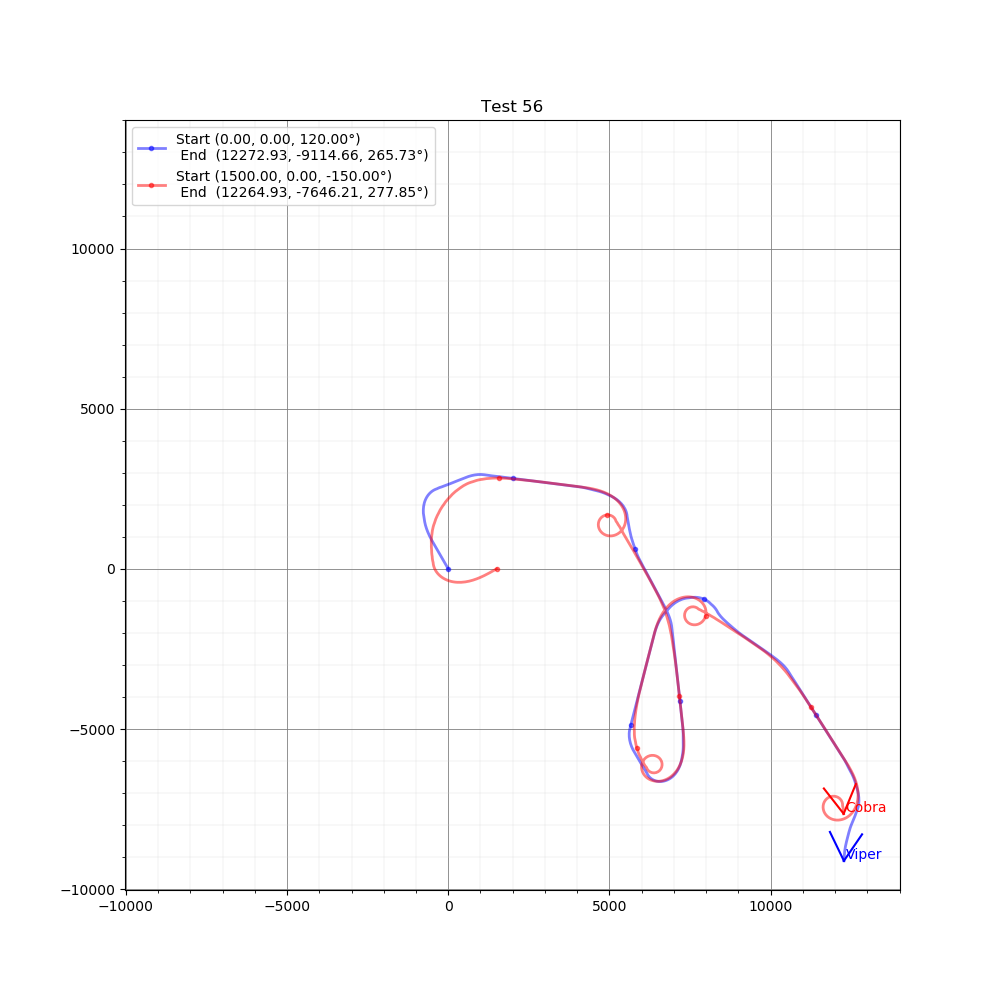 Test 56
Start (0.00, 0.00, 120.00°)
End (12272.93, -9114.66, 265.73°)
Start (1500.00, 0.00, -150.00°)
End (12264.93, -7646.21, 277.85°)
10000
5000
0
−5000
−10000
Cobra
Viper
−10000 −5000 0 5000 10000